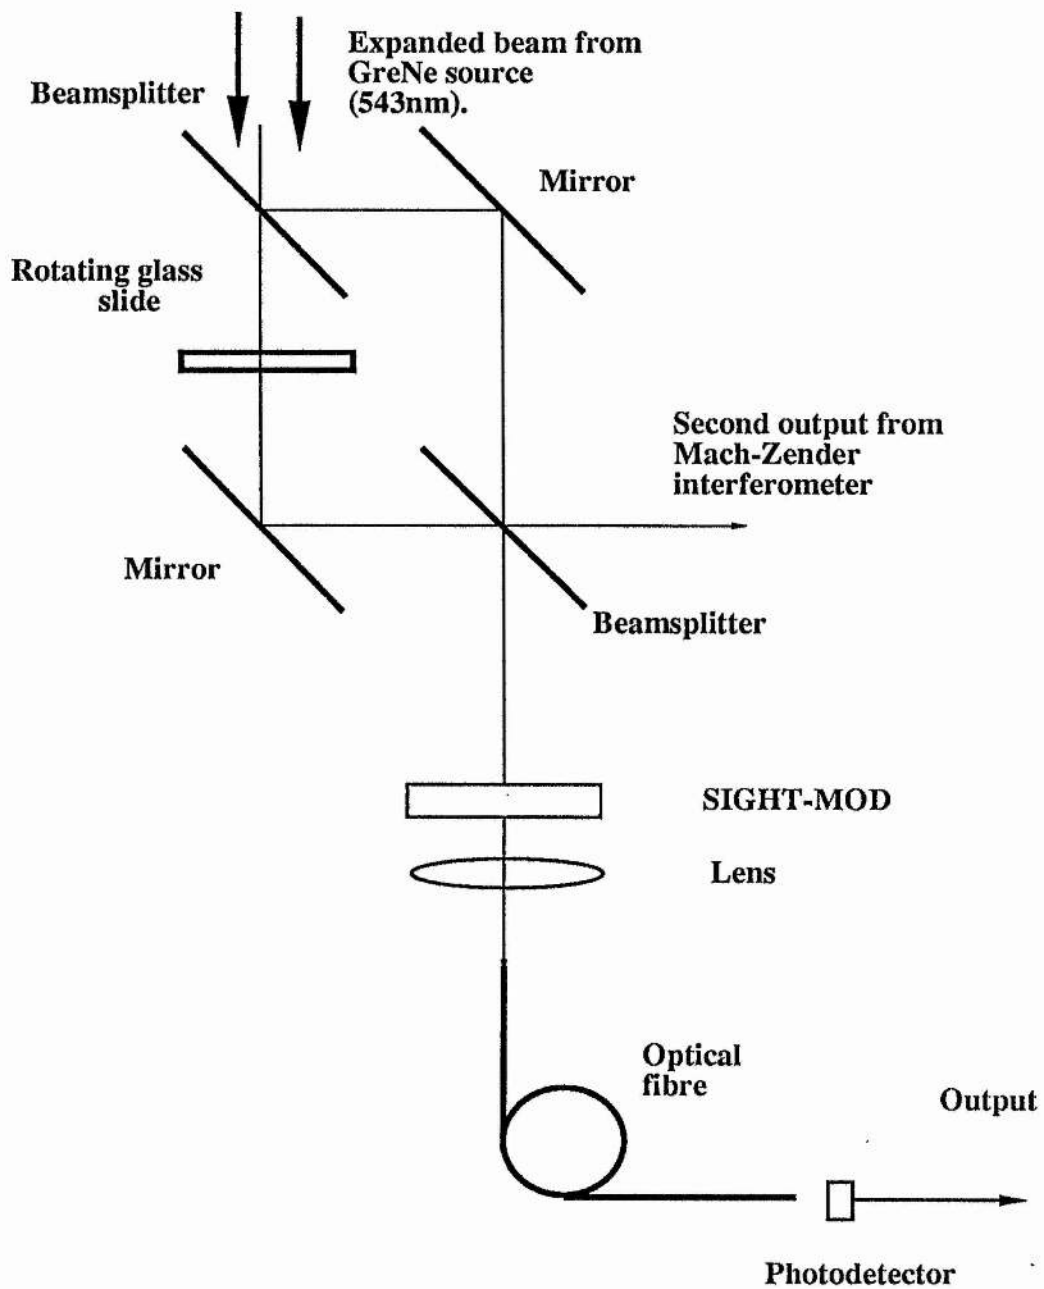 Expanded beam from
GreNe source
(543nm).
Beamsplitter
Mirror
Rotating glass
slide
Second output from
Mach-Zender
interferometer
Mirror
Beamsplitter
SIGHT-MOD
Lens
Optical
fibre
Output
Photodetector